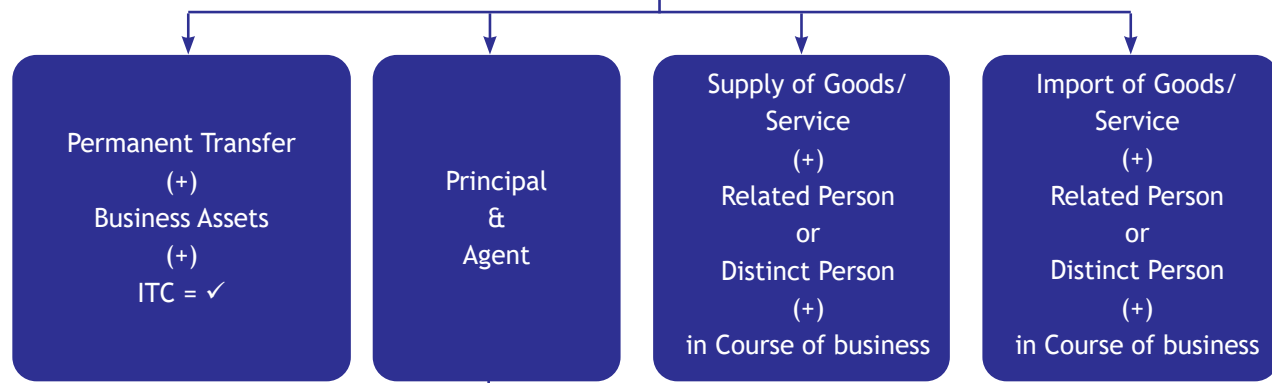 Permanent Transfer
(+)
Business Assets
(+)
ITC = ✓
Principal
&
Agent
Supply of Goods/
Service
(+)
Related Person
or
Distinct Person
(+)
in Course of business
Import of Goods/
Service
(+)
Related Person
or
Distinct Person
(+)
in Course of business